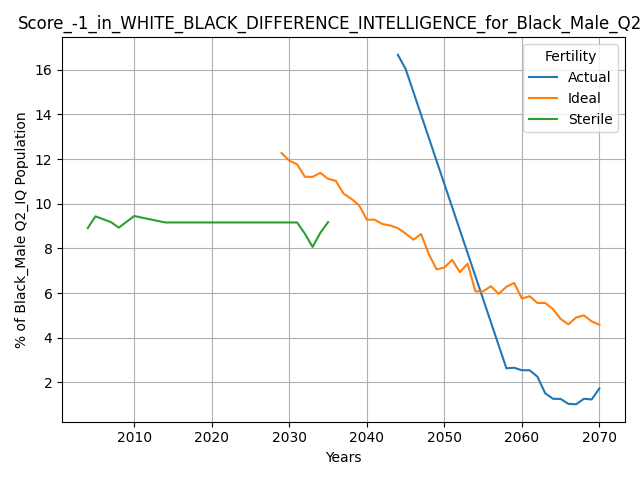 Score_-1_in_WHITE_BLACK_DIFFERENCE_INTELLIGENCE_for_Black_Male_Q2
Fertility
Actual
Ideal
Sterile
% of Black_Male Q2_IQ Population
16
14
12
10
8
6
4
2
2010 2020 2030 2040 2050 2060 2070
Years